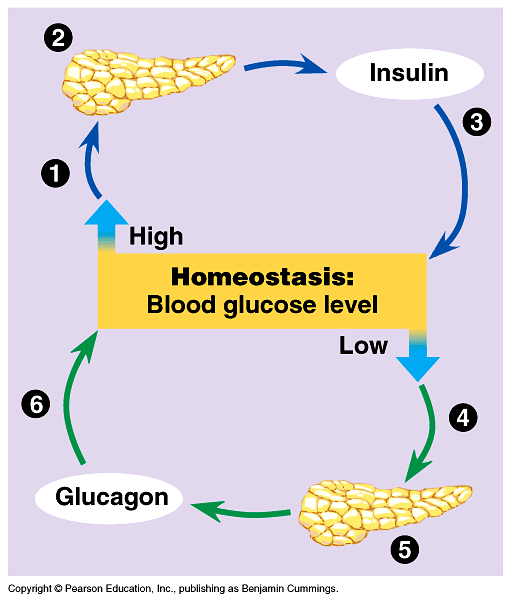 2
Insulin
3
1
High
Homeostasis:
Blood glucose level
Low
6
4
Glucagon
5
Copyright © Pearson Education, Inc., publishing as Benjamin Cummings.